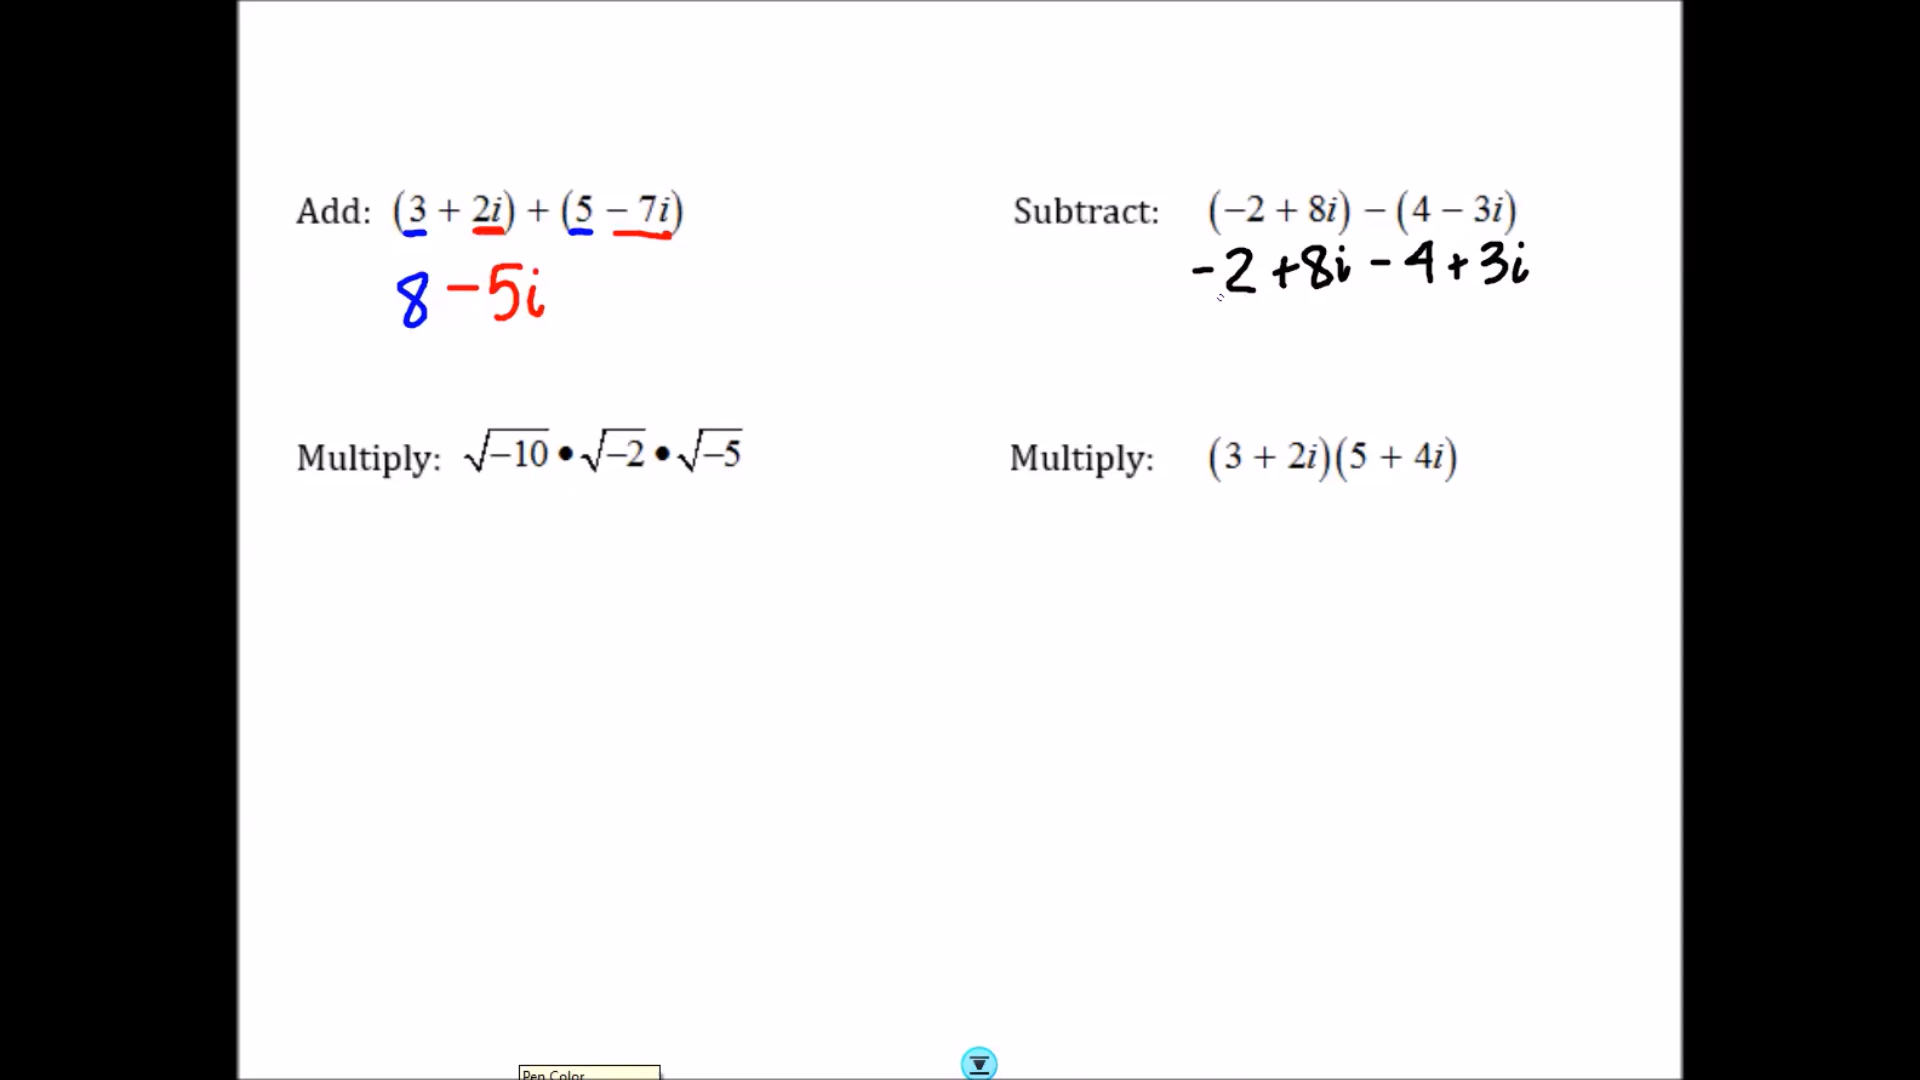 Add: (3 + 2i) + (5 − 7i)
8 - 5i
Subtract: (−2 + 8i) − (4 − 3i)
-2 + 8i - 4 + 3i
Multiply: √−10 • √−2 • √−5
Multiply: (3 + 2i)(5 + 4i)
Pen Color